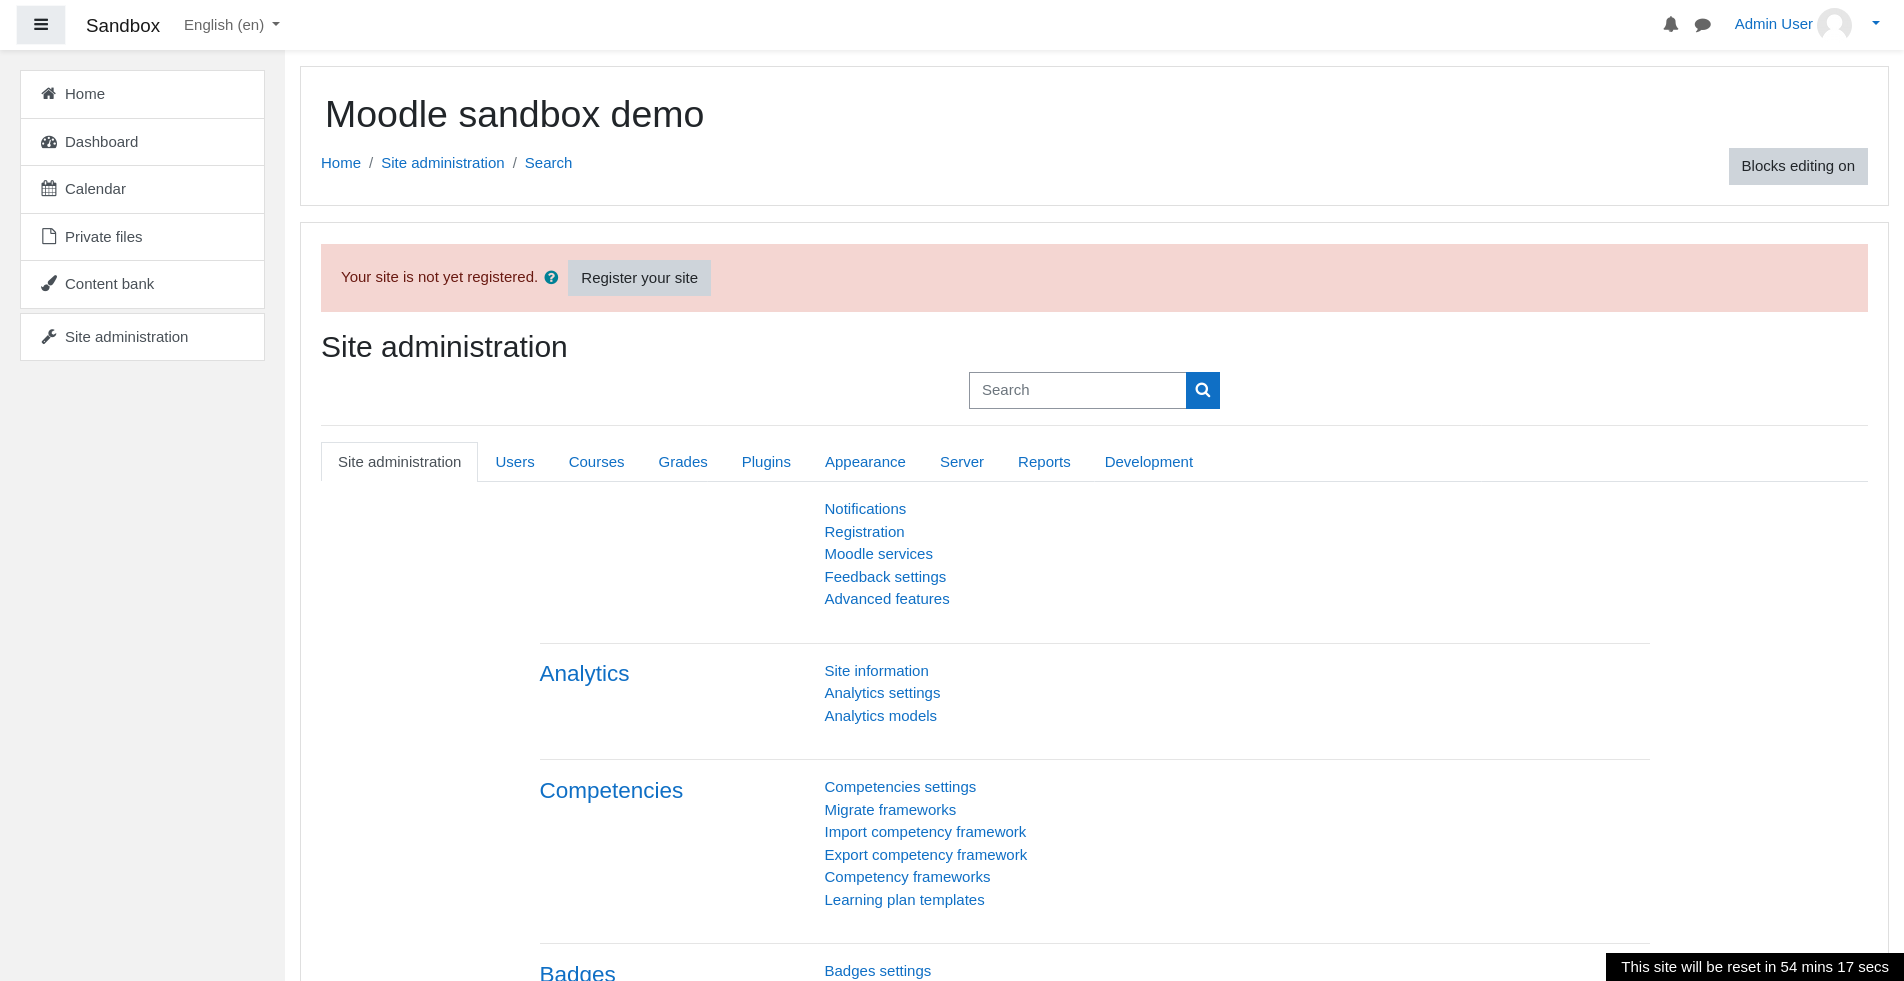 Sandbox
English (en)
Admin User
Home
Dashboard
Calendar
Private files
Content bank
Site administration
Moodle sandbox demo
Home / Site administration / Search
Blocks editing on
Your site is not yet registered.
Register your site
Site administration
Search
Site administration
Users
Courses
Grades
Plugins
Appearance
Server
Reports
Development
Notifications
Registration
Moodle services
Feedback settings
Advanced features
Analytics
Site information
Analytics settings
Analytics models
Competencies
Competencies settings
Migrate frameworks
Import competency framework
Export competency framework
Competency frameworks
Learning plan templates
Badges
Badges settings
This site will be reset in 54 mins 17 secs